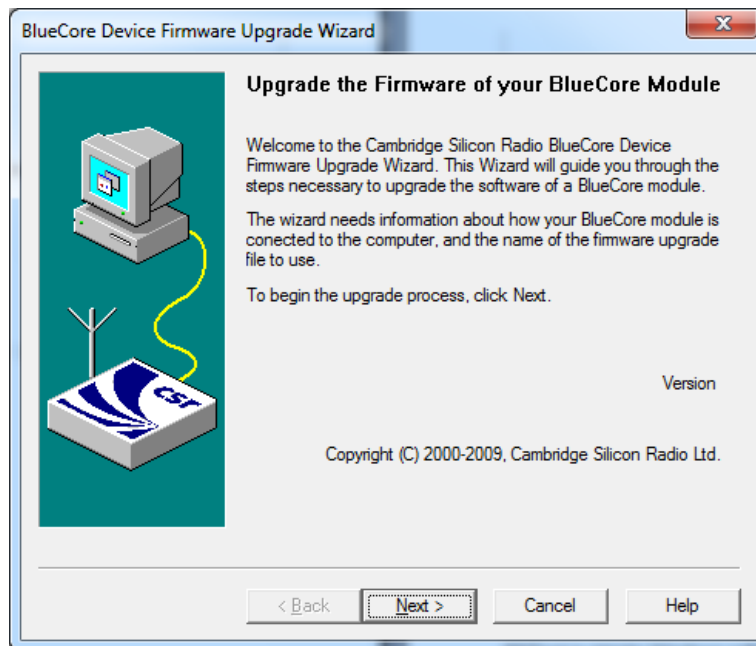 BlueCore Device Firmware Upgrade Wizard
Upgrade the Firmware of your BlueCore Module
Welcome to the Cambridge Silicon Radio BlueCore Device
Firmware Upgrade Wizard. This Wizard will guide you through the
steps necessary to upgrade the software of a BlueCore module.
The wizard needs information about how your BlueCore module is
conected to the computer, and the name of the firmware upgrade
file to use.
To begin the upgrade process, click Next.
CSr
Version
Copyright (C) 2000-2009, Cambridge Silicon Radio Ltd.
< Back
Next >
Cancel
Help